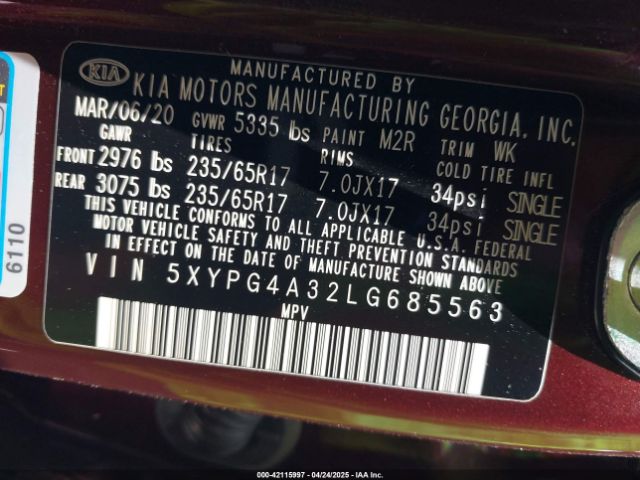 MANUFACTURED BY
KIA KIA MOTORS MANUFACTURING GEORGIA, INC.
MAR/06/20 GVWR 5335 lbs PAINT M2R TRIM WK
GAWR TIRES RIMS COLD TIRE INFL
FRONT 2976 lbs 235/65R17 7.0JX17 34psi SINGLE
REAR 3075 lbs 235/65R17 7.0JX17 34psi SINGLE
THIS VEHICLE CONFORMS TO ALL APPLICABLE U.S.A. FEDERAL
MOTOR VEHICLE SAFETY AND THEFT PREVENTION STANDARDS
IN EFFECT ON THE DATE OF MANUFACTURE SHOWN ABOVE
VIN 5XYPG4A32LG685563
MPV
6110
000-42115997 - 04/24/2025 - IAA Inc.